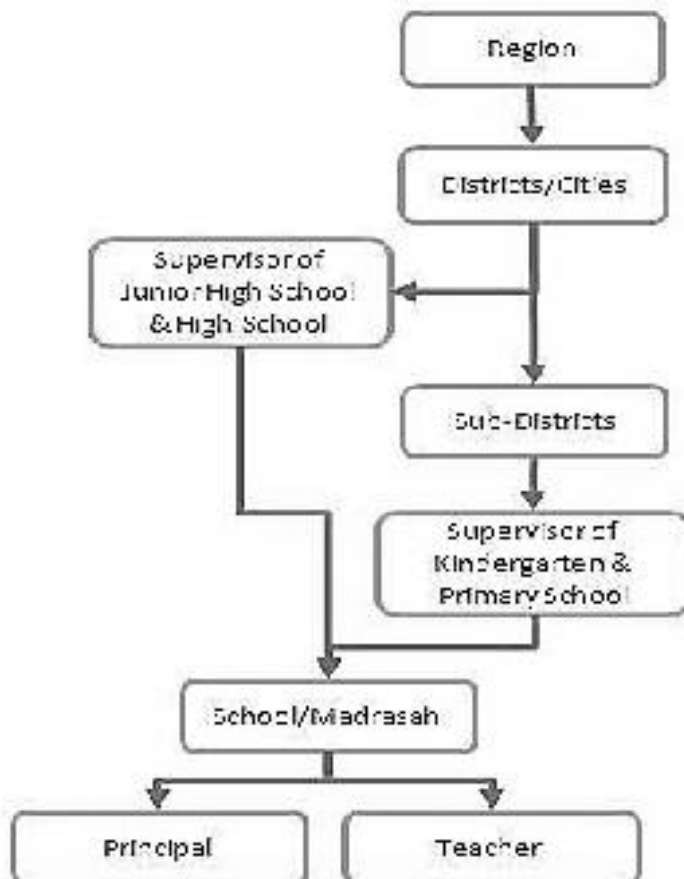 Region
Districts/Cities
Supervisor of
Junior High School
& High School
Sub-Districts
Supervisor of
Kindergarten &
Primary School
School/Madrasah
Principal
Teacher